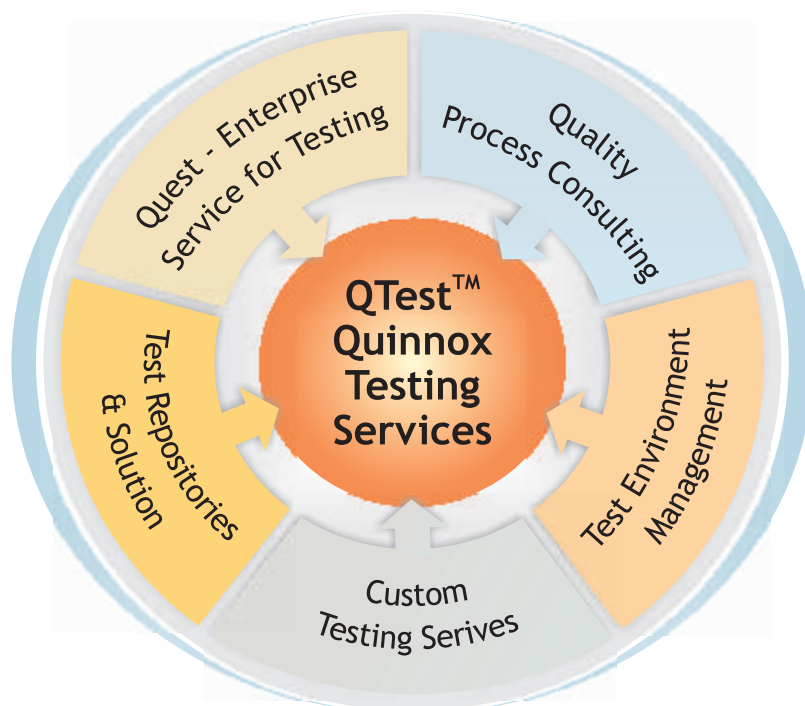 Quest - Enterprise
Service for Testing
Quality
Process Consulting
QTest™
Quinnox
Testing
Services
Test Repositories
& Solution
Test Environment
Management
Custom
Testing Serives